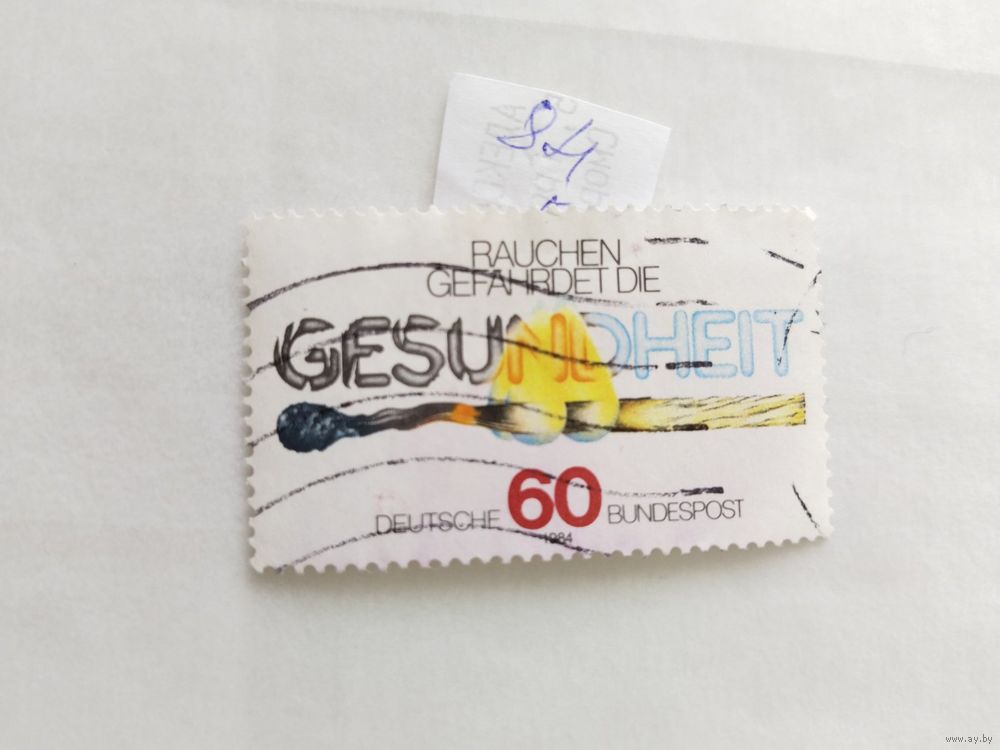 84
RAUCHEN
GEFÄHRDET DIE
GESUNDHEIT
DEUTSCHE 60 BUNDESPOST
1984
www.ay.by